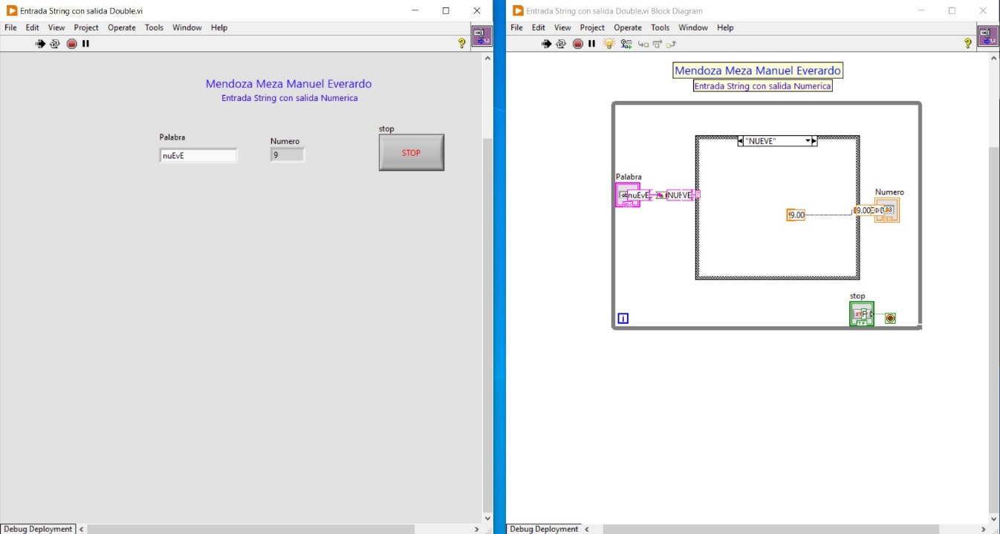 Entrada String con salida Double.vi
File Edit View Project Operate Tools Window Help
Mendoza Meza Manuel Everardo
Entrada String con salida Numerica
Palabra
nuEvE
Numero
9
stop
STOP
Debug Deployment
Entrada String con salida Double.vi Block Diagram
File Edit View Project Operate Tools Window Help
Mendoza Meza Manuel Everardo
Entrada String con salida Numerica
"NUEVE"
Palabra
nuEvE
NUEVE
Numero
9.00
9.00
stop
i
Debug Deployment